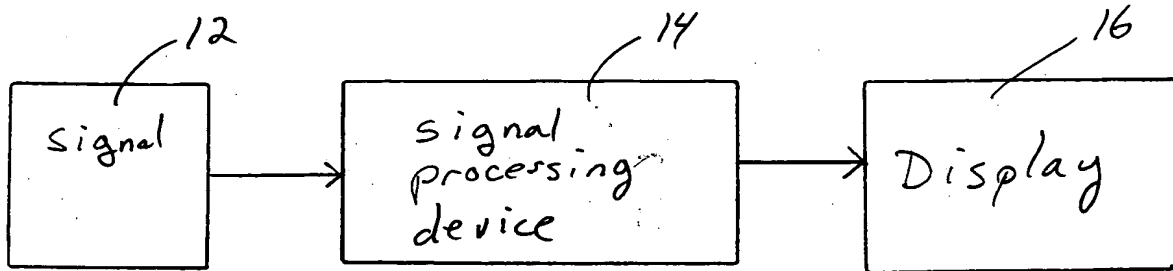 12
14
16
signal
signal
processing
device
Display